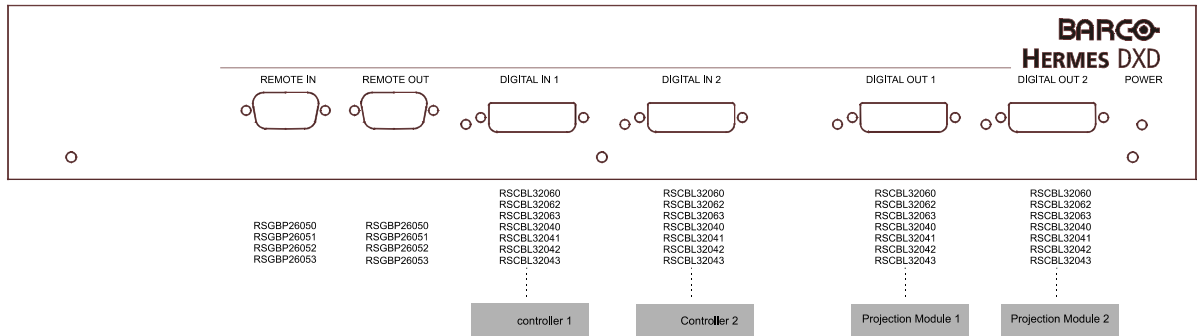 BARCO
HERMES DXD
REMOTE IN REMOTE OUT DIGITAL IN 1 DIGITAL IN 2 DIGITAL OUT 1 DIGITAL OUT 2 POWER
RSCBL32060 RSCBL32060 RSCBL32060 RSCBL32060
RSCBL32062 RSCBL32062 RSCBL32062 RSCBL32062
RSCBL32063 RSCBL32063 RSCBL32063 RSCBL32063
RSGBP26050 RSGBP26050 RSCBL32040 RSCBL32040 RSCBL32040 RSCBL32040
RSGBP26051 RSGBP26051 RSCBL32041 RSCBL32041 RSCBL32041 RSCBL32041
RSGBP26052 RSGBP26052 RSCBL32042 RSCBL32042 RSCBL32042 RSCBL32042
RSGBP26053 RSGBP26053 RSCBL32043 RSCBL32043 RSCBL32043 RSCBL32043
controller 1 Controller 2 Projection Module 1 Projection Module 2